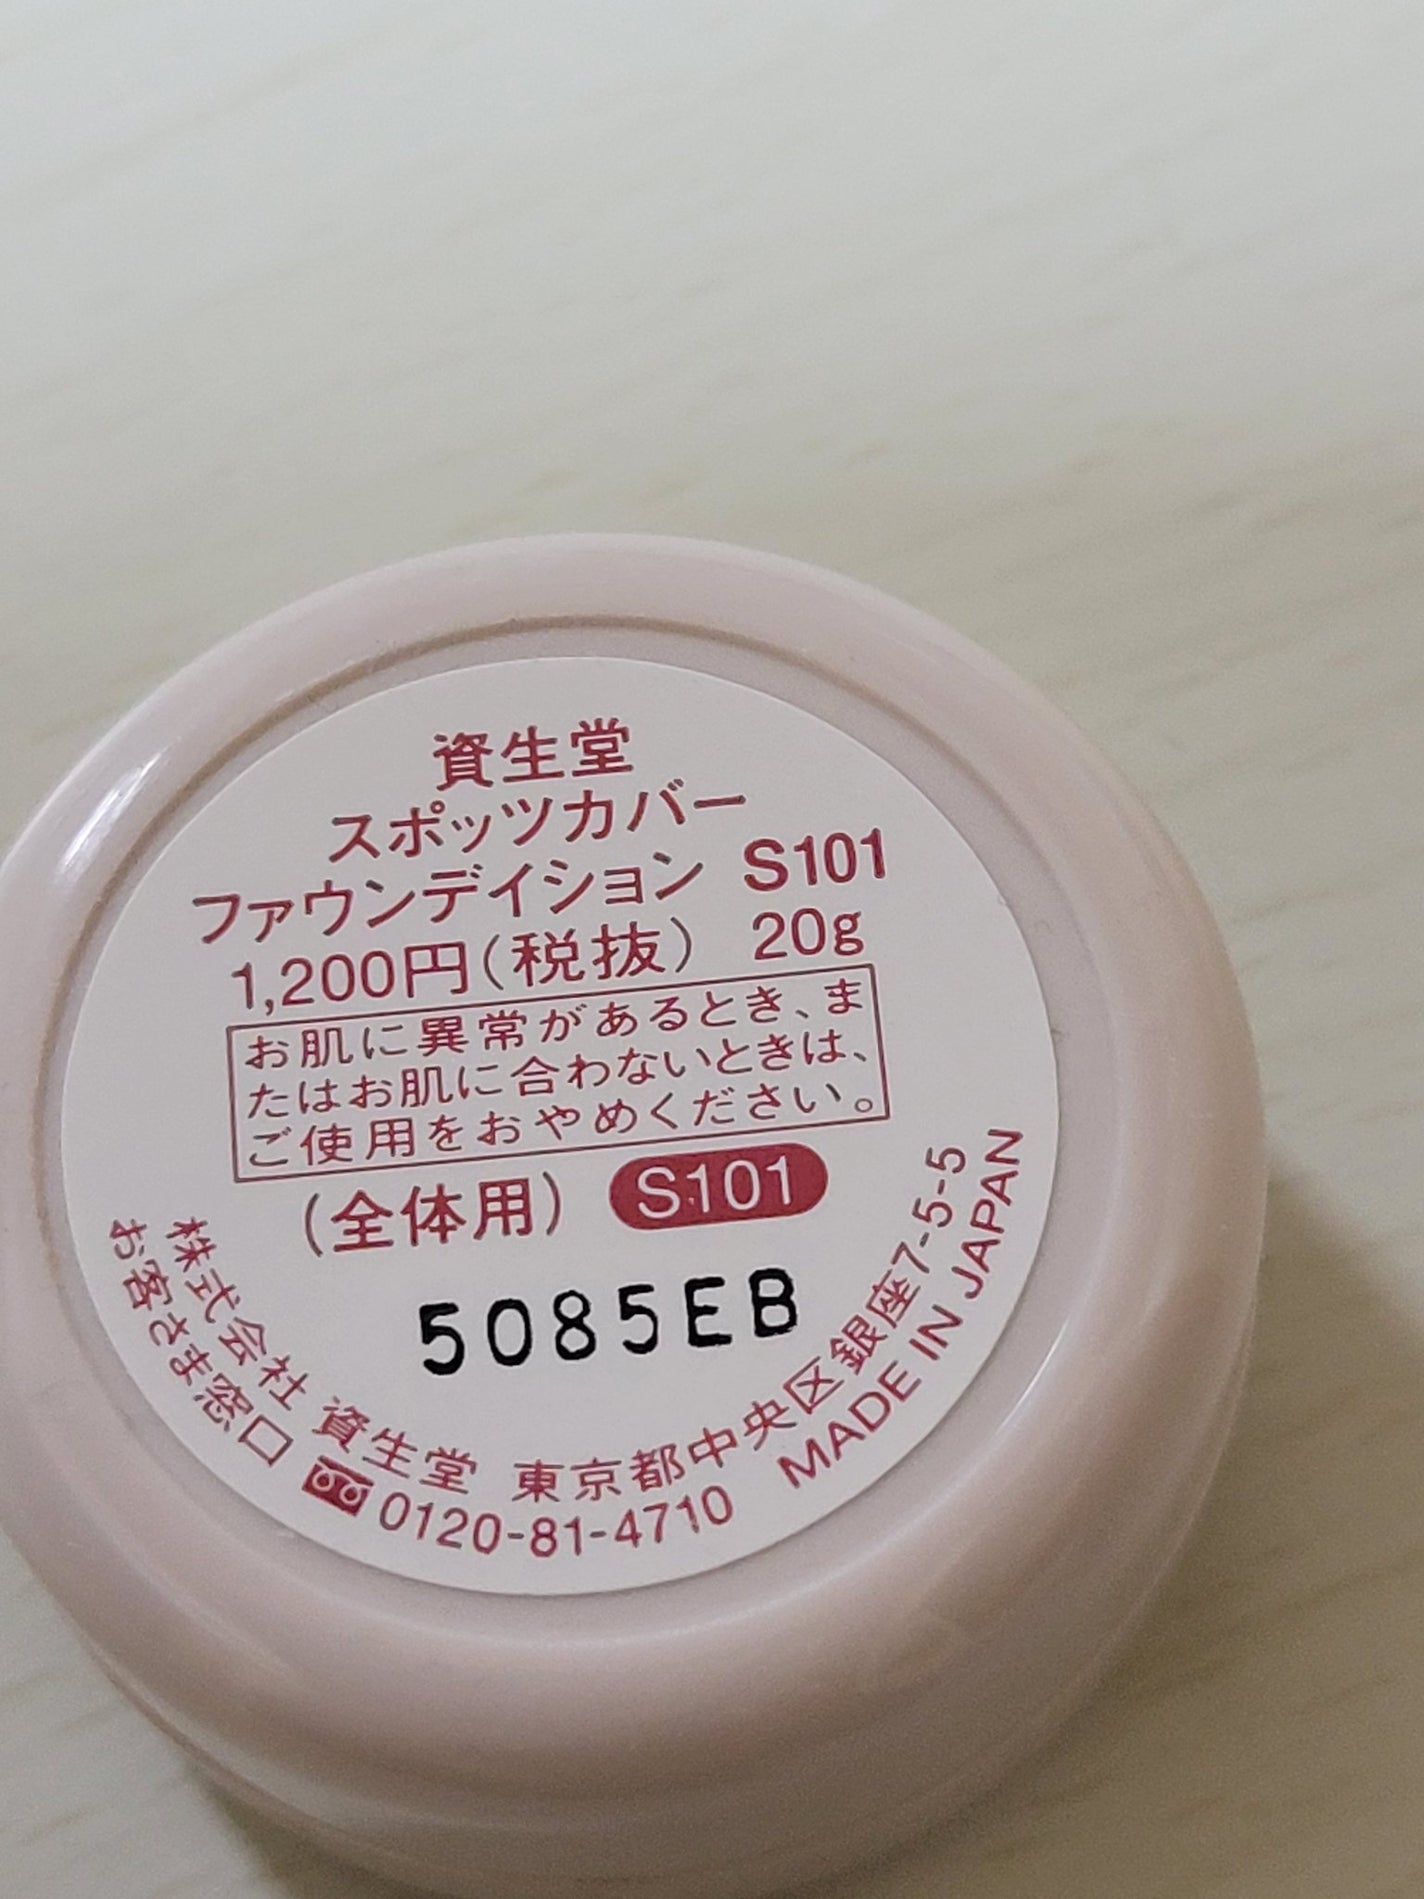 資生堂
スポッツカバー
ファウンデイション S101
1,200円(税抜) 20g
お肌に異常があるとき、ま
たはお肌に合わないときは、
ご使用をおやめください。
(全体用) S101
5085EB
株式会社 資生堂 東京都中央区銀座7-5-5
お客さま窓口 0120-81-4710 MADE IN JAPAN